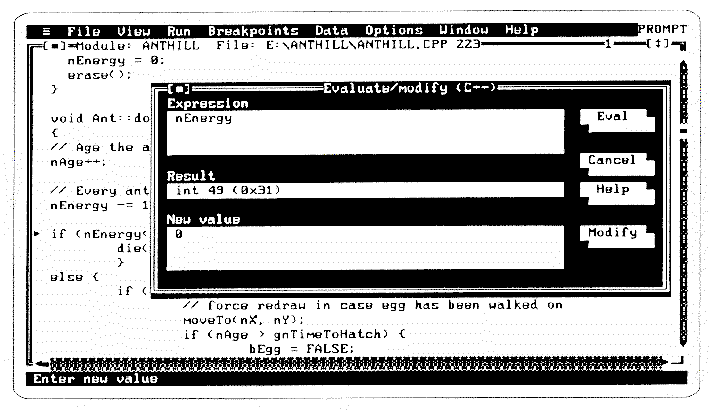 ≡ File View Run Breakpoints Data Options Window Help PROMPT
[■]=Module: ANTHILL File: E:\ANTHILL\ANTHILL.CPP 223 1 [↕]
nEnergy = 0;
erase();
}
[■] Evaluate/modify (C++)
Expression
nEnergy
Eval
void Ant::do
{
// Age the a
nAge++;
Cancel
Result
int 49 (0x31)
Help
// Every ant
nEnergy -= 1
New value
0
Modify
► if (nEnergy<
die(
}
else {
if (
// force redraw in case egg has been walked on
MoveTo(nX, nY);
if (nAge > gnTimeToHatch) {
bEgg = FALSE;
Enter new value